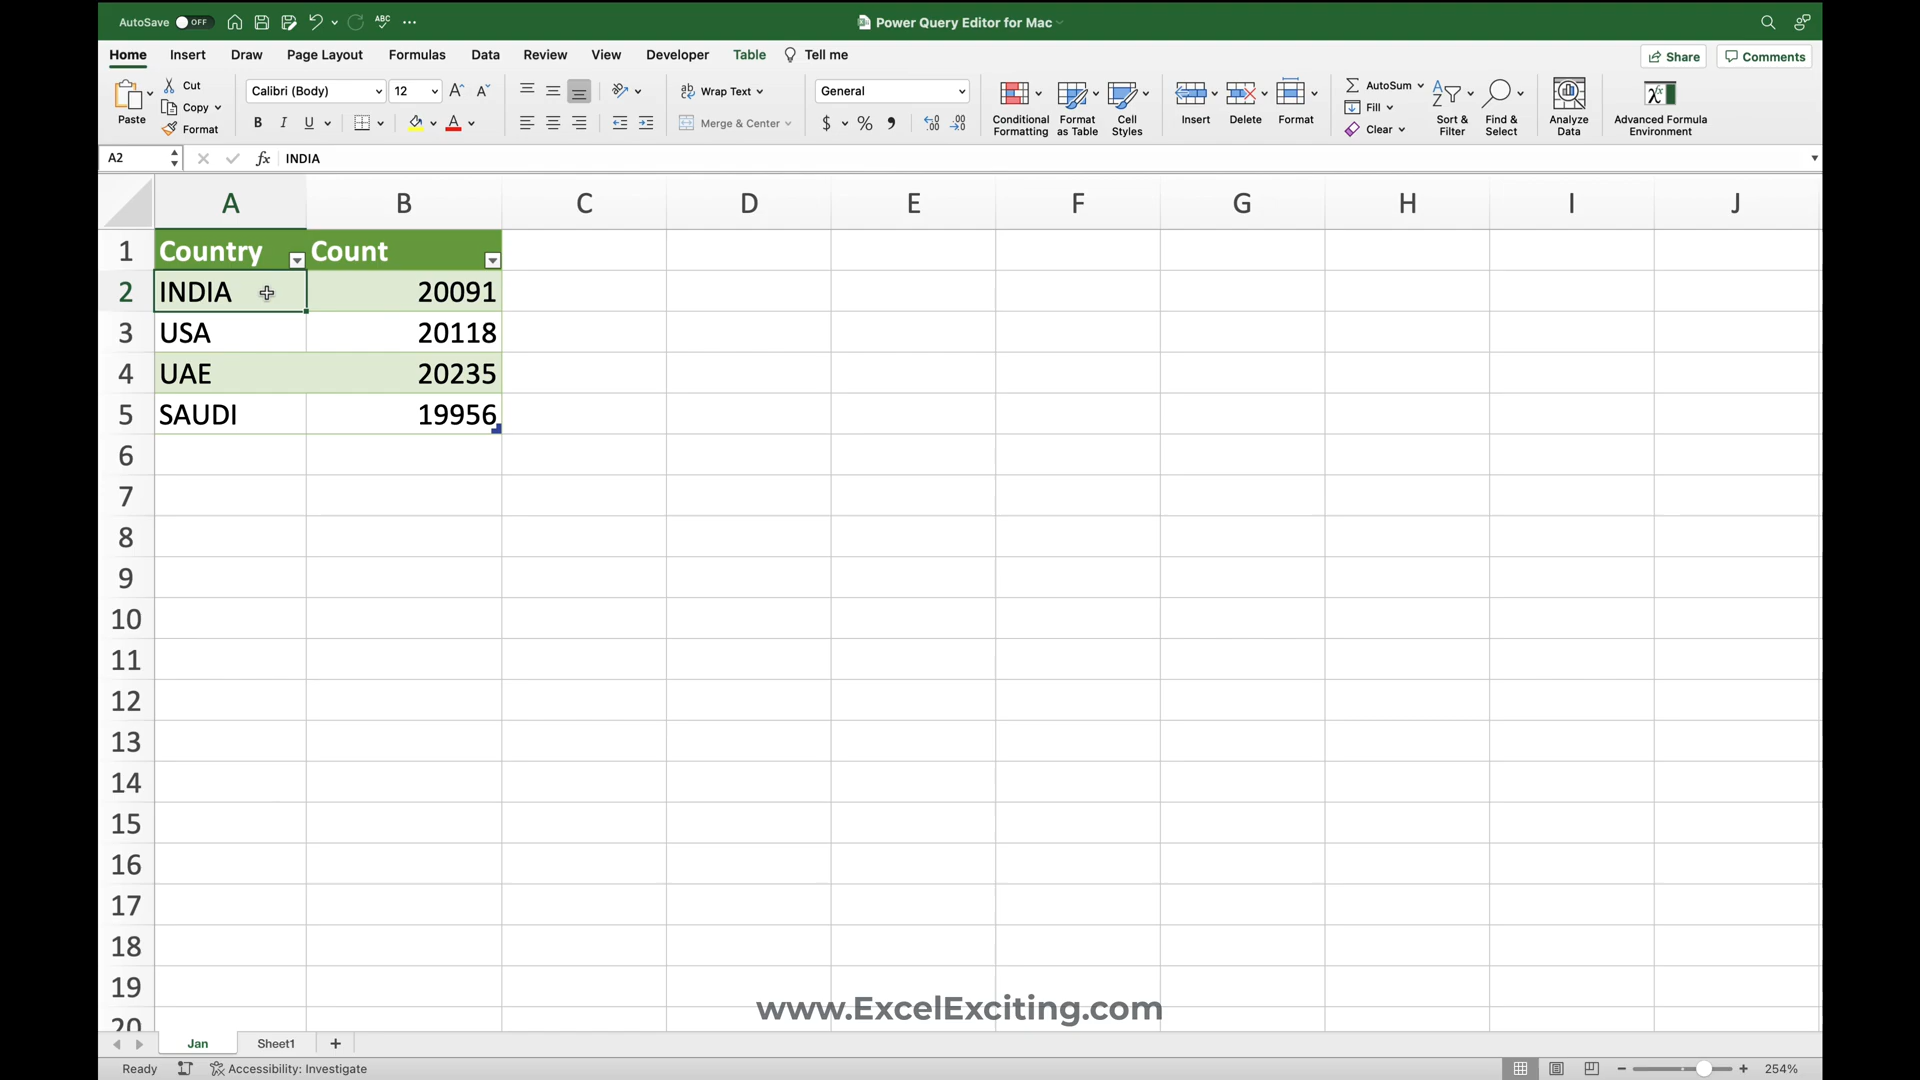 AutoSave OFF ABC ... Power Query Editor for Mac
Home Insert Draw Page Layout Formulas Data Review View Developer Table Tell me Share Comments
Paste Cut Copy Format
Calibri (Body) 12
B I U
Wrap Text
Merge & Center
General
$ % ,
Conditional Formatting
Format as Table
Cell Styles
Insert Delete Format
AutoSum
Fill
Clear
Sort & Filter
Find & Select
Analyze Data
Advanced Formula Environment
A2 fx INDIA
A B C D E F G H I J
1 Country Count
2 INDIA 20091
3 USA 20118
4 UAE 20235
5 SAUDI 19956
6
7
8
9
10
11
12
13
14
15
16
17
18
19
20
www.ExcelExciting.com
Jan Sheet1 +
Ready Accessibility: Investigate 254%